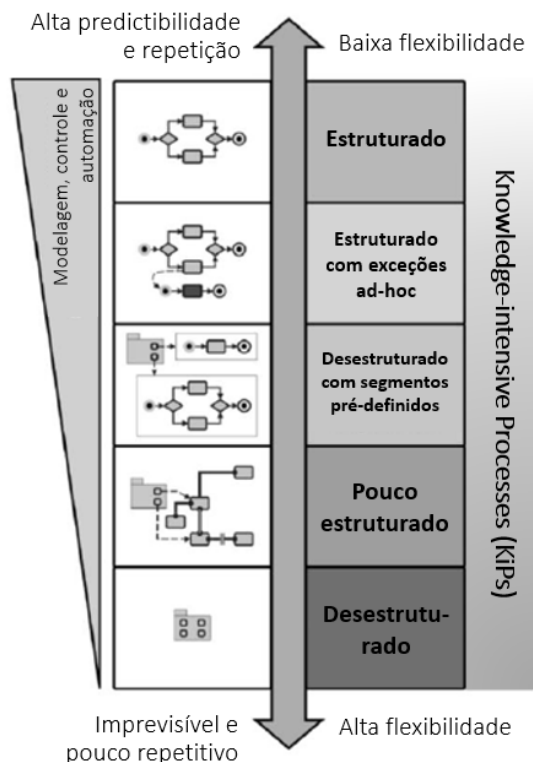 Alta predictibilidade
e repetição
Baixa flexibilidade
Modelagem, controle e
automação
Estruturado
Estruturado
com exceções
ad-hoc
Desestruturado
com segmentos
pré-definidos
Pouco
estruturado
Desestrutu-
rado
Knowledge-intensive Processes (KiPs)
Imprevisível e
pouco repetitivo
Alta flexibilidade